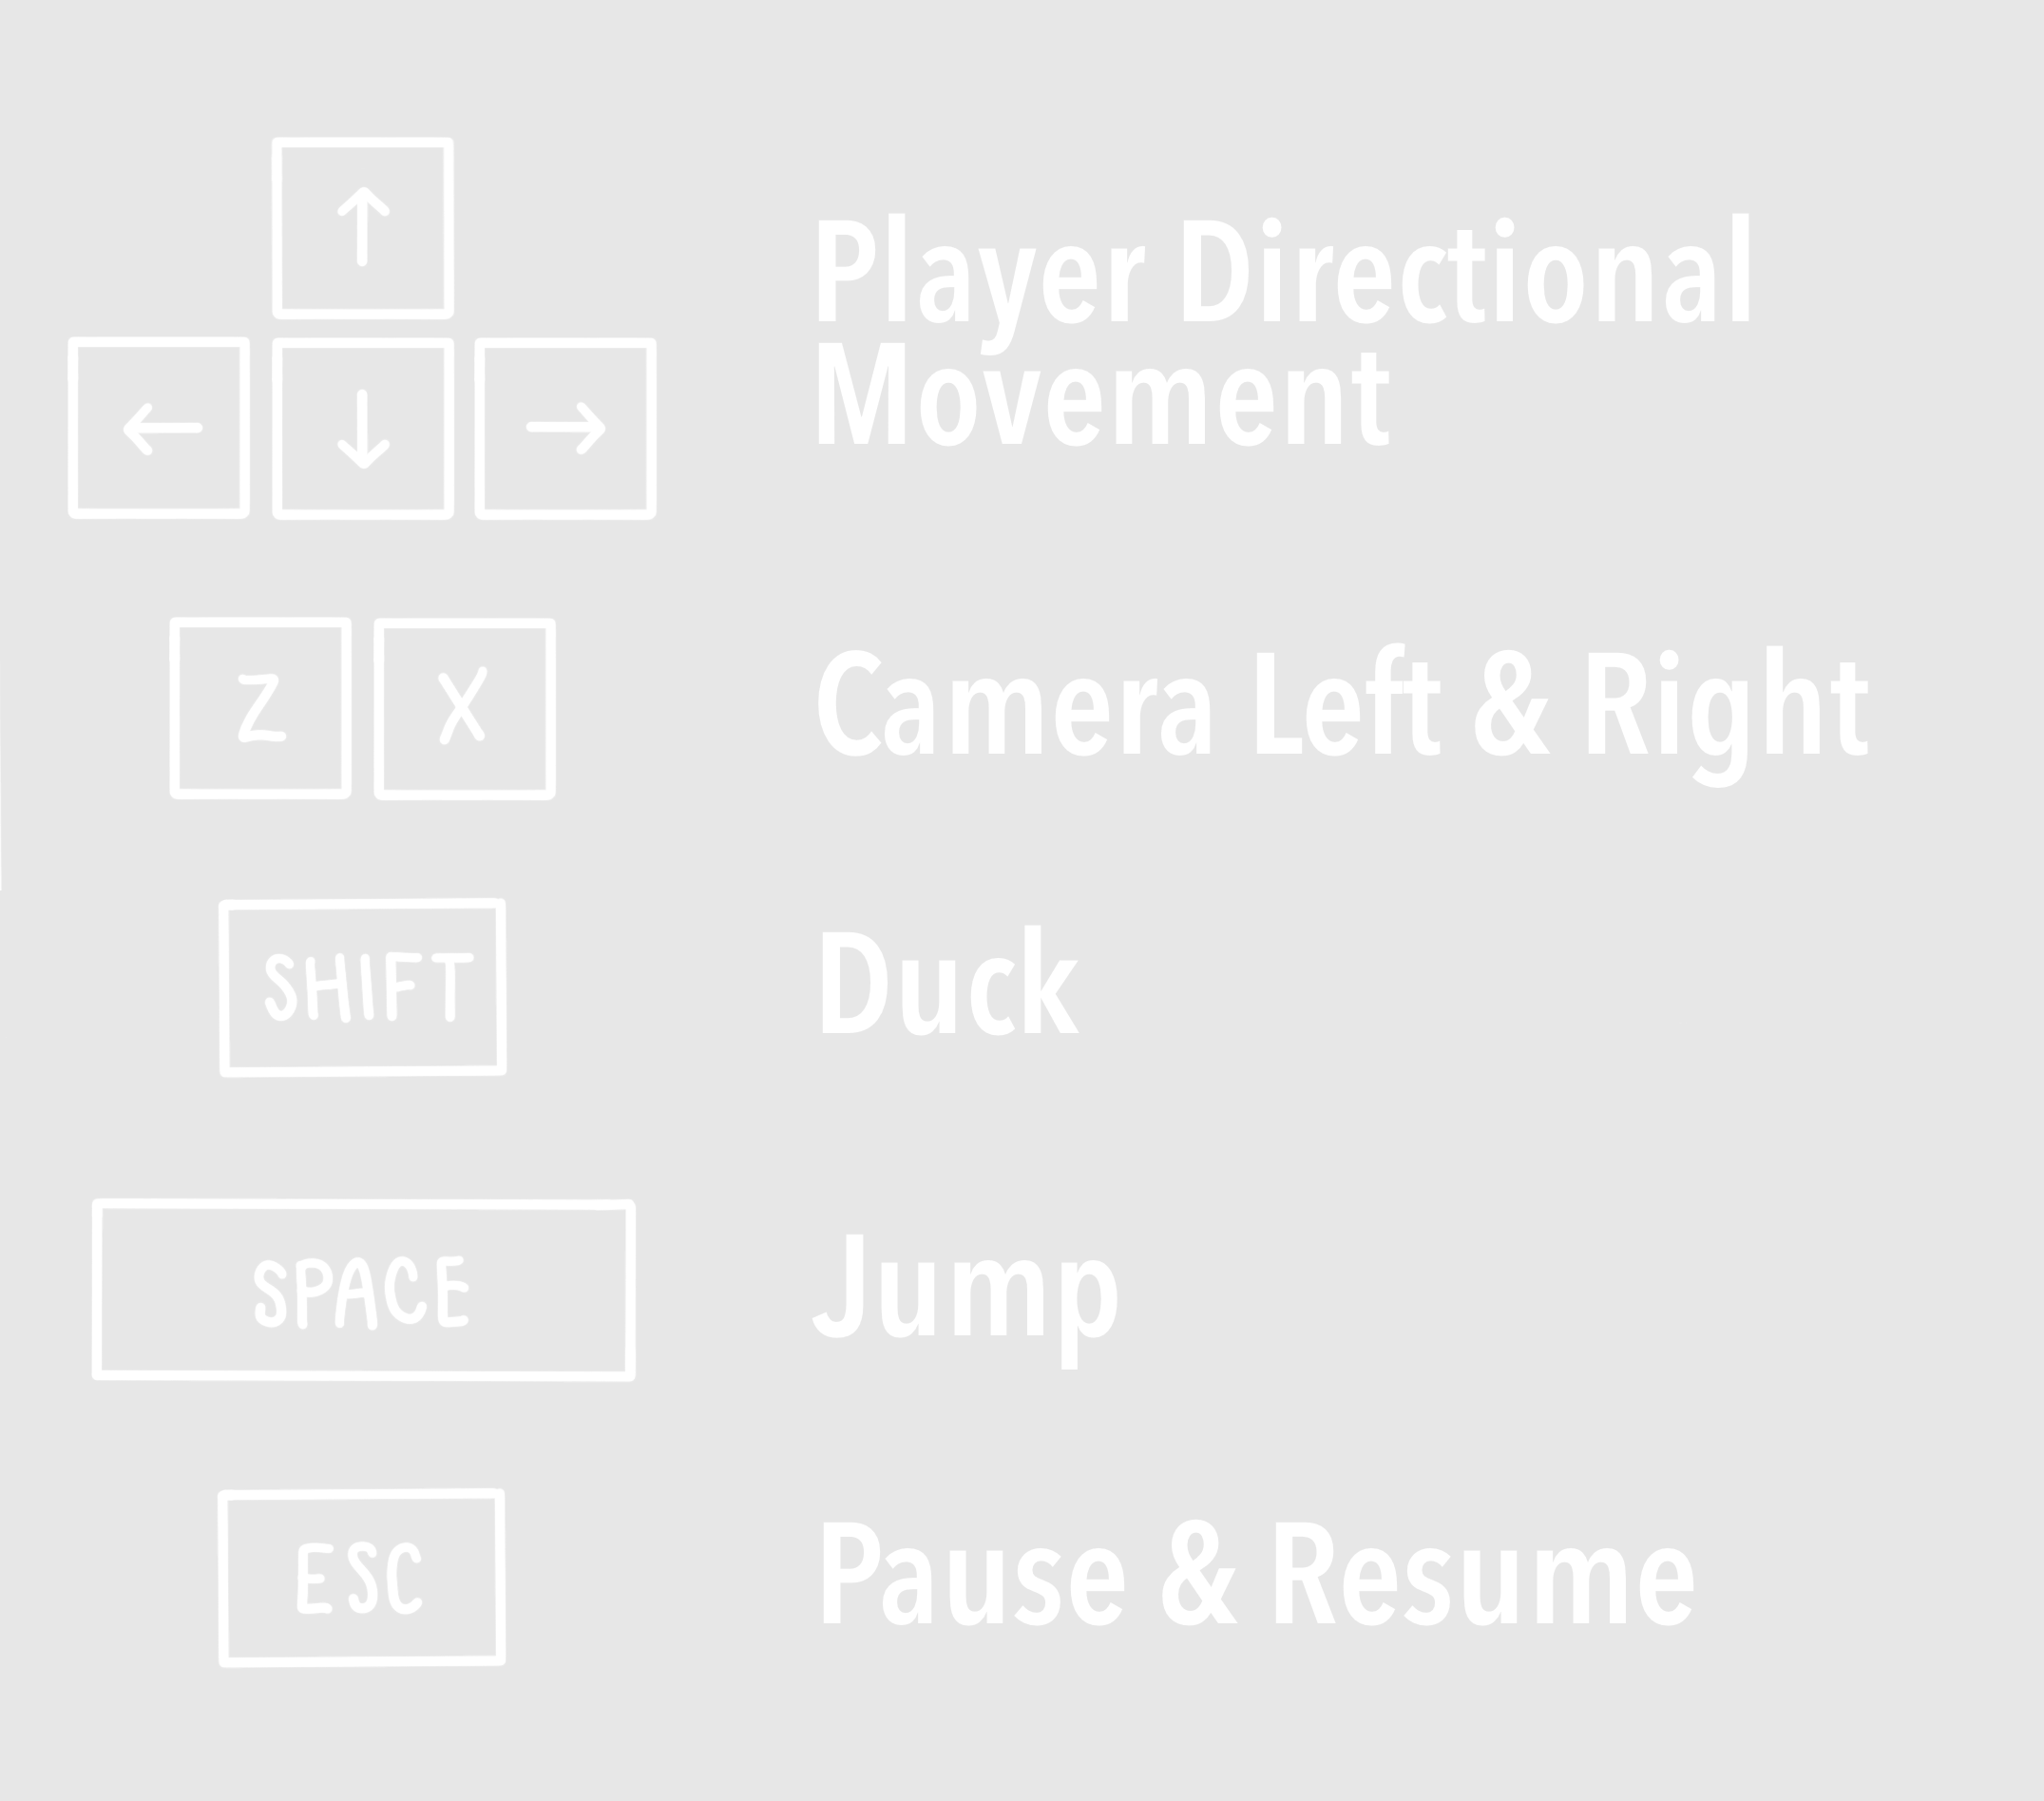 Player Directional
Movement
Z X
Camera Left & Right
SHIFT
Duck
SPACE
Jump
ESC
Pause & Resume